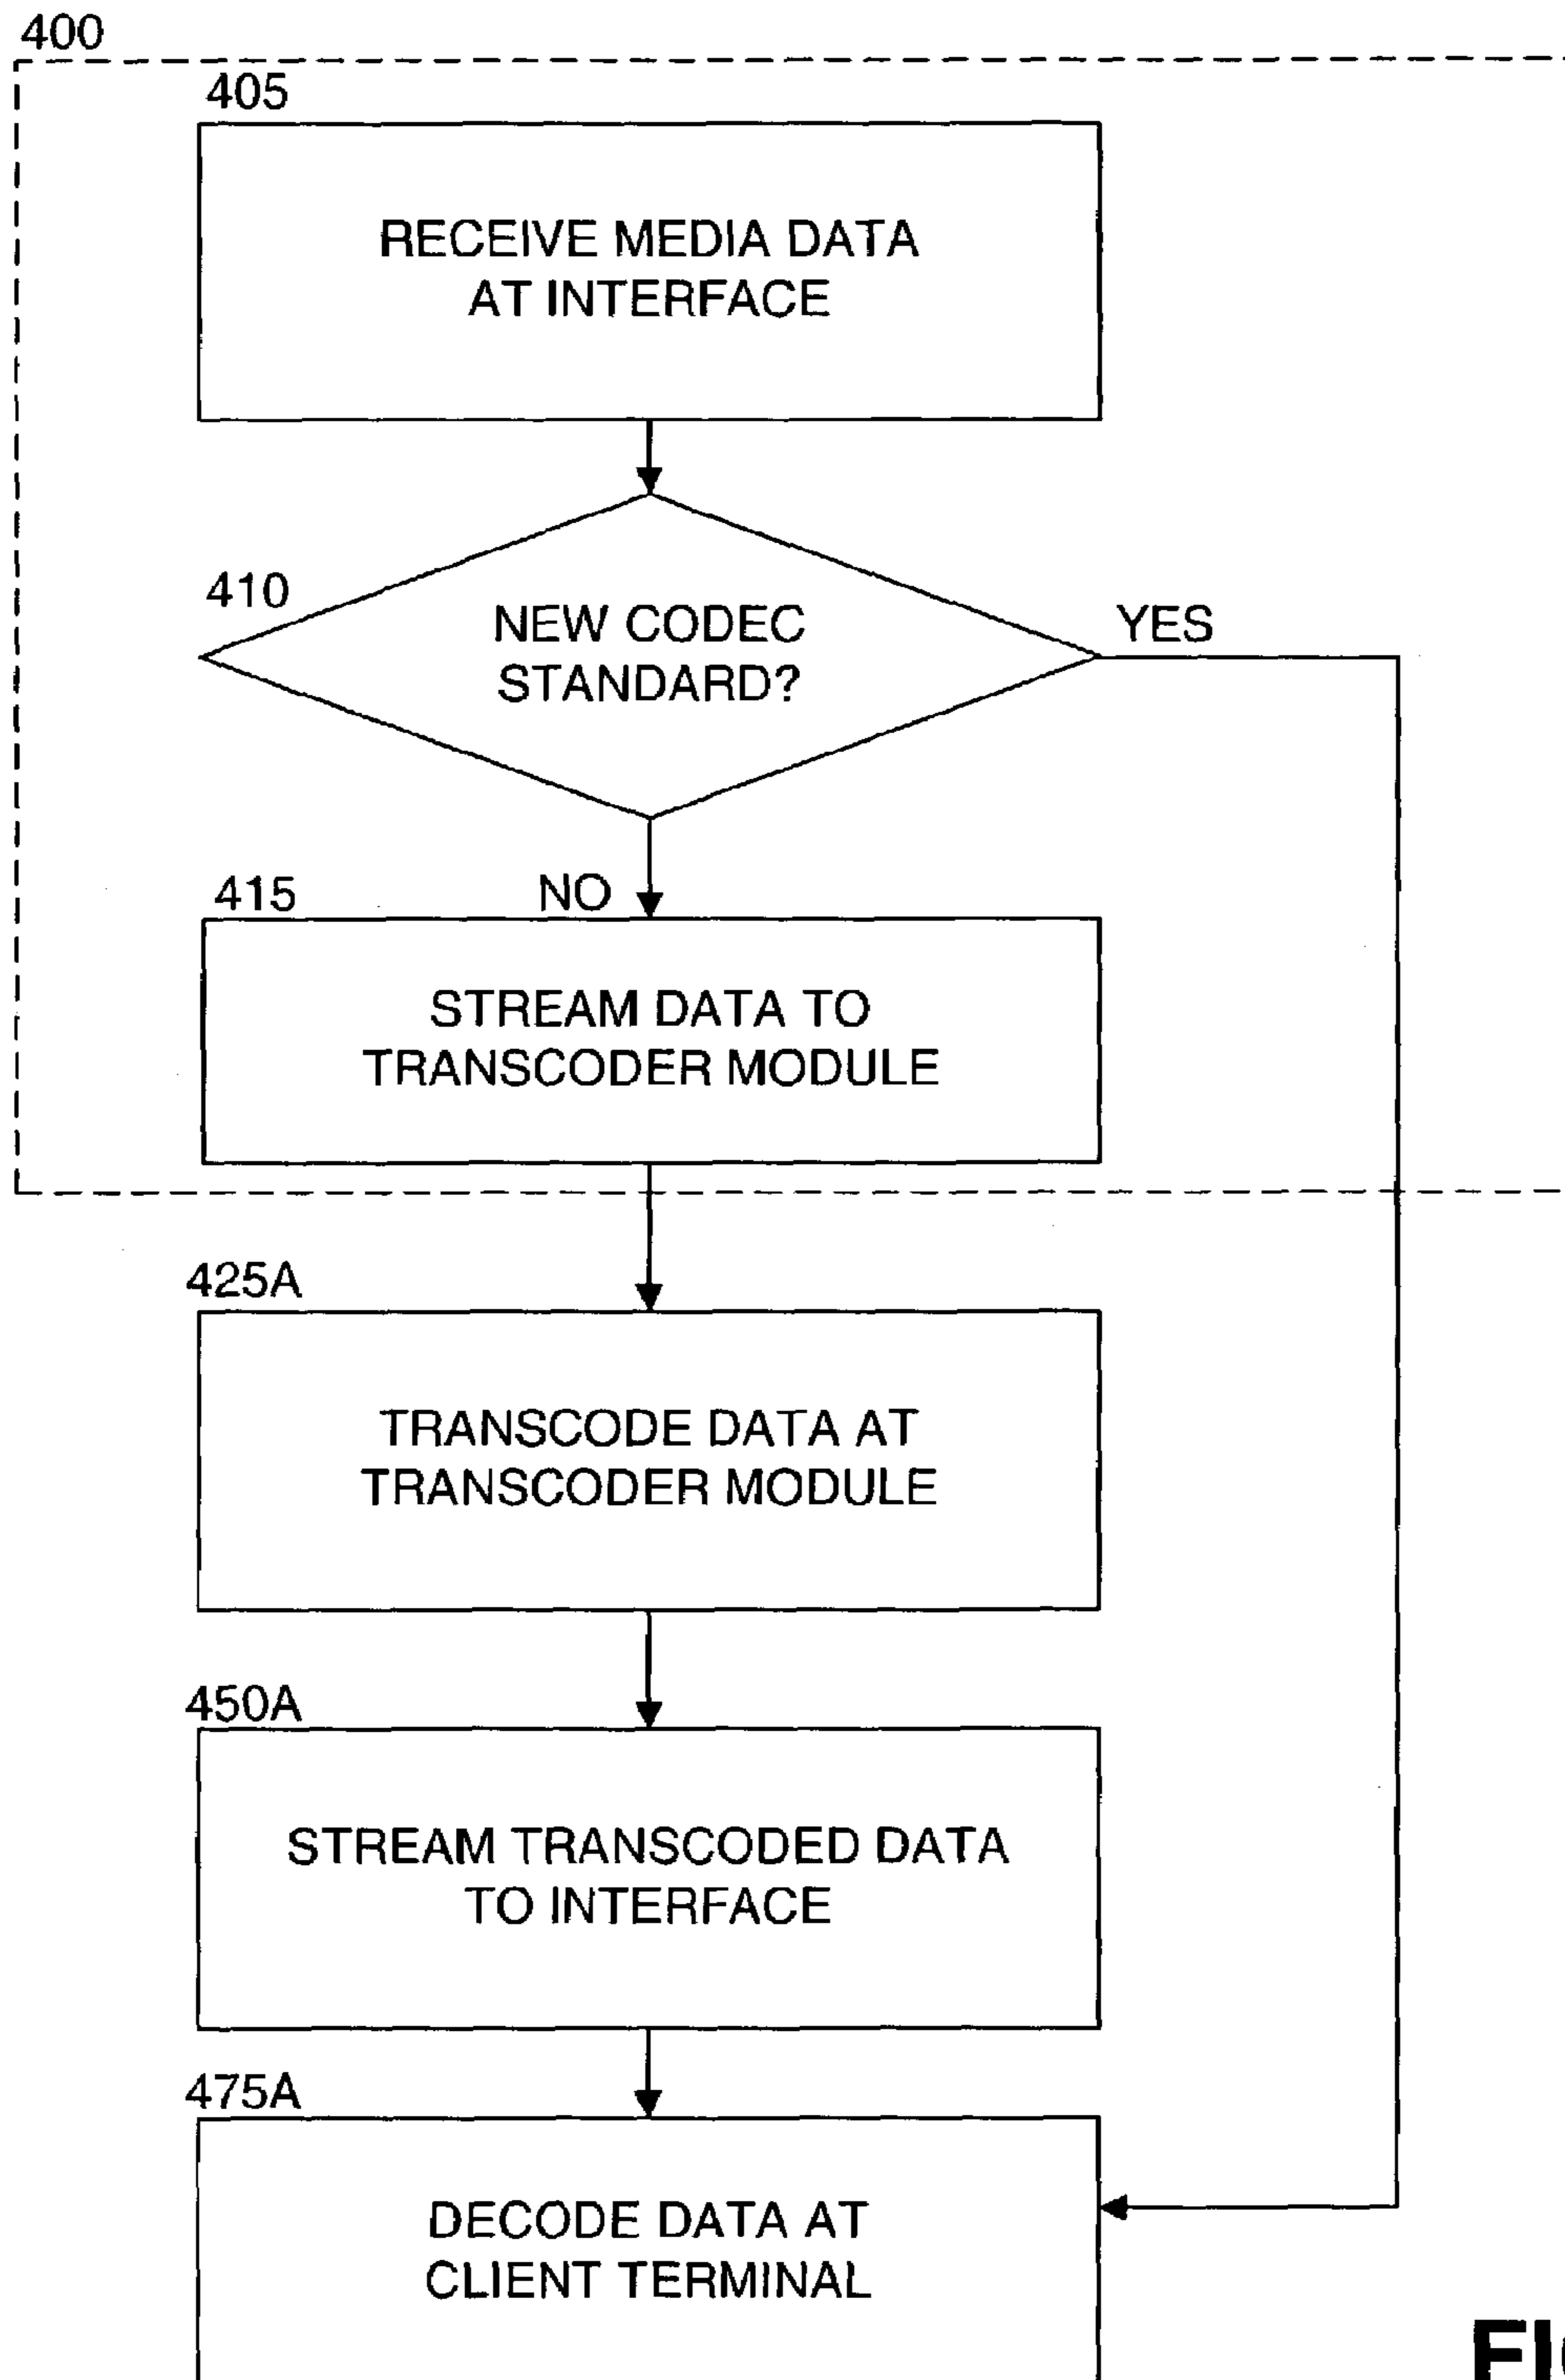 400
405
RECEIVE MEDIA DATA
AT INTERFACE
410
NEW CODEC
STANDARD?
YES
NO
415
STREAM DATA TO
TRANSCODER MODULE
425A
TRANSCODE DATA AT
TRANSCODER MODULE
450A
STREAM TRANSCODED DATA
TO INTERFACE
475A
DECODE DATA AT
CLIENT TERMINAL